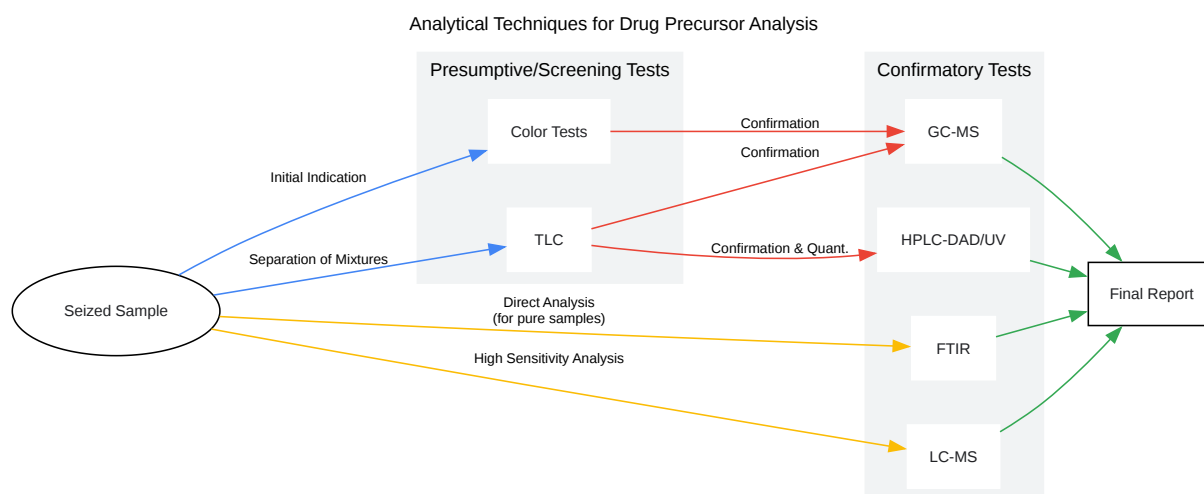 Analytical Techniques for Drug Precursor Analysis
Presumptive/Screening Tests
Confirmatory Tests
Color Tests
Confirmation
GC-MS
Confirmation
Initial Indication
TLC
HPLC-DAD/UV
Confirmation & Quant.
Separation of Mixtures
Seized Sample
Direct Analysis
(for pure samples)
Final Report
FTIR
High Sensitivity Analysis
LC-MS